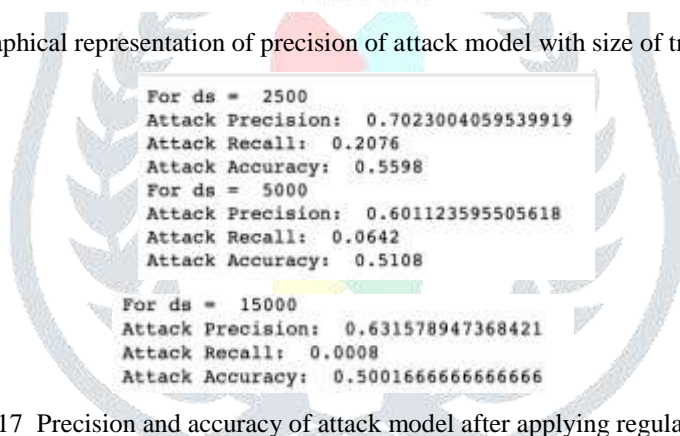 aphical representation of precision of attack model with size of tr
For ds = 2500
Attack Precision: 0.7023004059539919
Attack Recall: 0.2076
Attack Accuracy: 0.5598
For ds = 5000
Attack Precision: 0.601123595505618
Attack Recall: 0.0642
Attack Accuracy: 0.5108
For ds = 15000
Attack Precision: 0.631578947368421
Attack Recall: 0.0008
Attack Accuracy: 0.5001666666666666
17 Precision and accuracy of attack model after applying regula